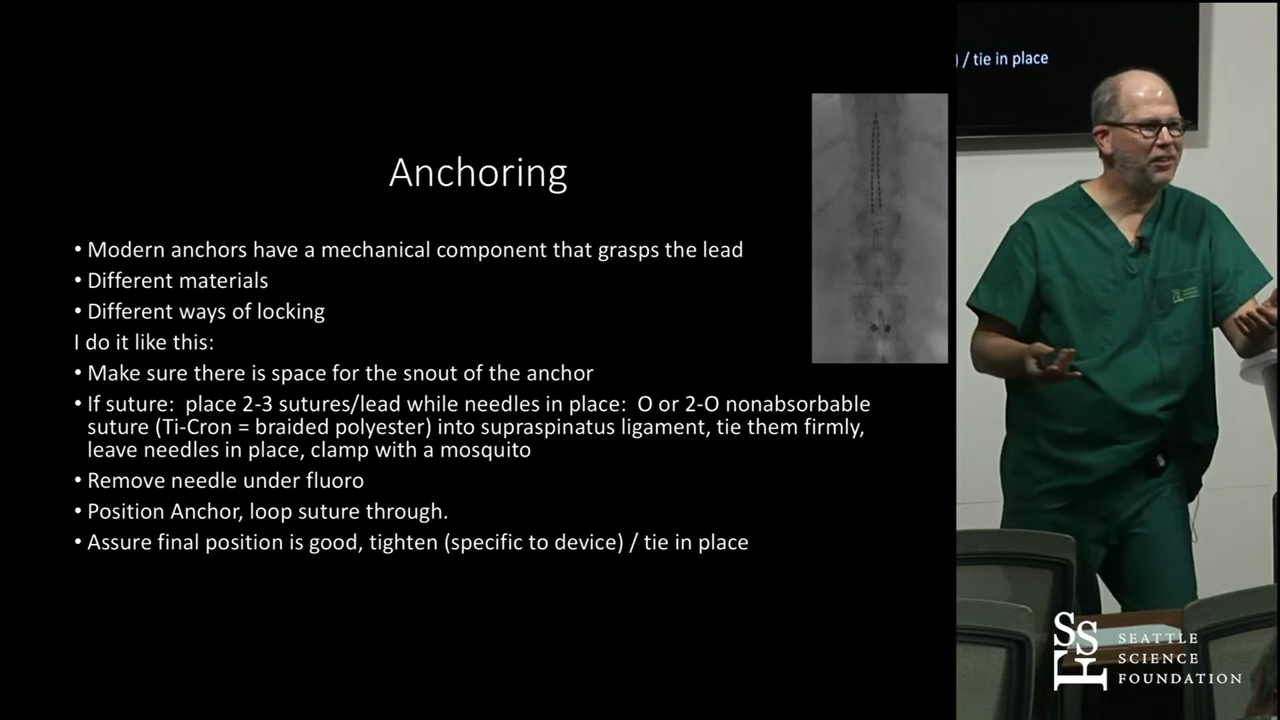 Anchoring
• Modern anchors have a mechanical component that grasps the lead
• Different materials
• Different ways of locking
I do it like this:
• Make sure there is space for the snout of the anchor
• If suture:  place 2-3 sutures/lead while needles in place:  O or 2-O nonabsorbable
suture (Ti-Cron = braided polyester) into supraspinatus ligament, tie them firmly,
leave needles in place, clamp with a mosquito
• Remove needle under fluoro
• Position Anchor, loop suture through.
• Assure final position is good, tighten (specific to device) / tie in place
) / tie in place
SSF
SEATTLE
SCIENCE
FOUNDATION